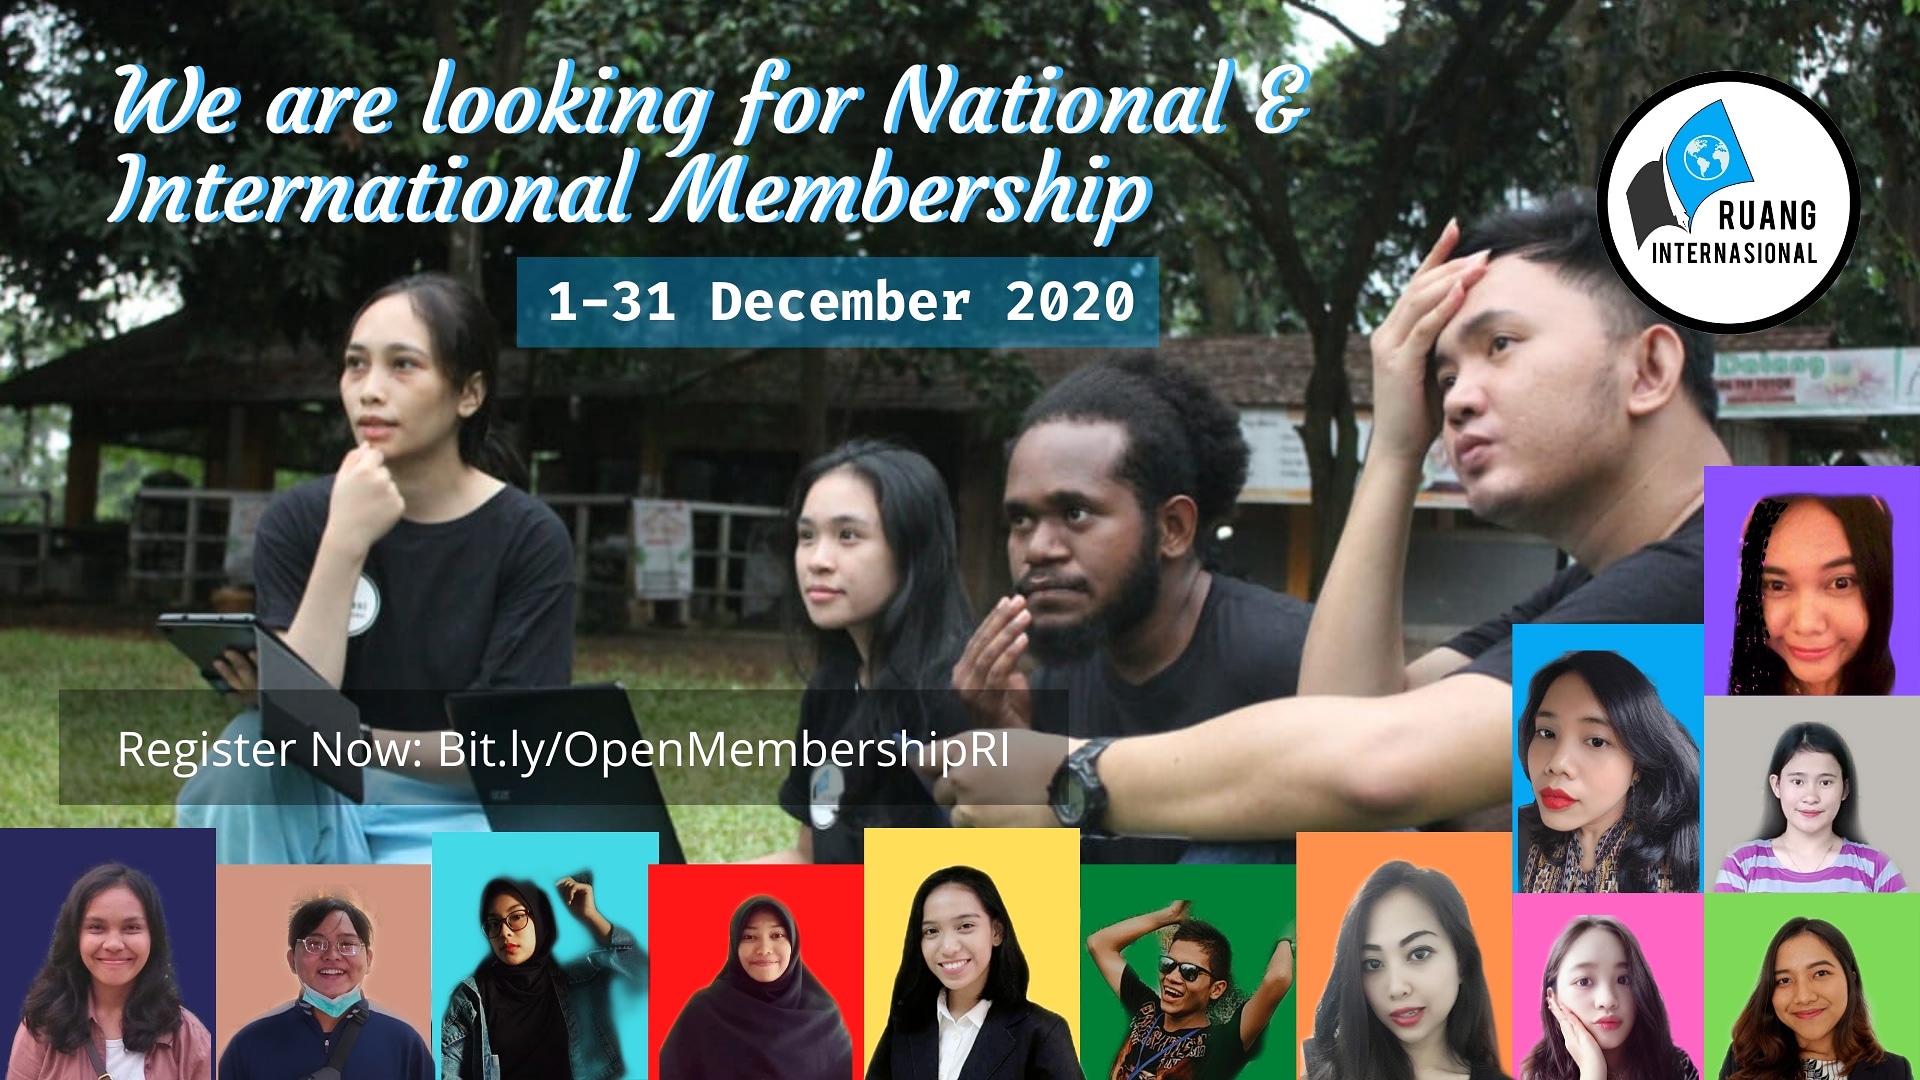 We are looking for National &
International Membership
1-31 December 2020
RUANG
INTERNASIONAL
Register Now: Bit.ly/OpenMembershipRI